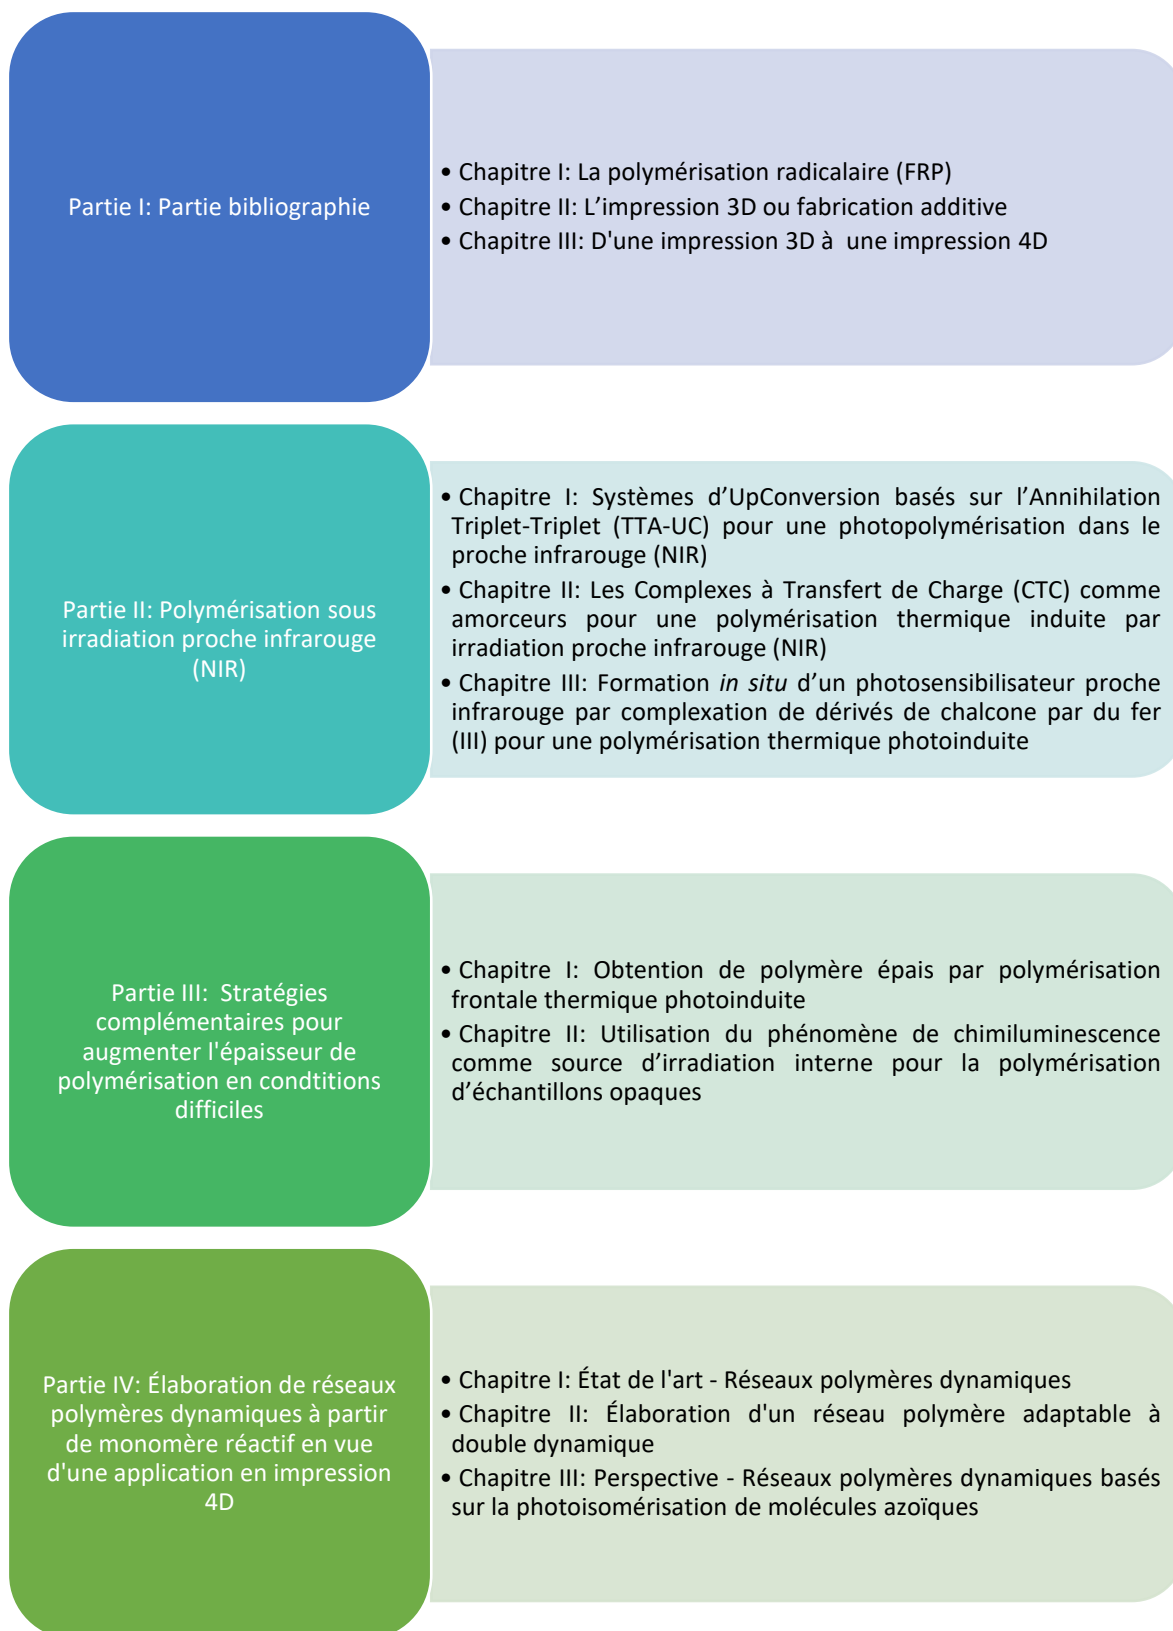 Partie I: Partie bibliographie
• Chapitre I: La polymérisation radicalaire (FRP)
• Chapitre II: L’impression 3D ou fabrication additive
• Chapitre III: D'une impression 3D à  une impression 4D
Partie II: Polymérisation sous
irradiation proche infrarouge
(NIR)
• Chapitre I: Systèmes d’UpConversion basés sur l’Annihilation
Triplet-Triplet (TTA-UC) pour une photopolymérisation dans le
proche infrarouge (NIR)
• Chapitre II: Les Complexes à Transfert de Charge (CTC) comme
amorceurs pour une polymérisation thermique induite par
irradiation proche infrarouge (NIR)
• Chapitre III: Formation in situ d’un photosensibilisateur proche
infrarouge par complexation de dérivés de chalcone par du fer
(III) pour une polymérisation thermique photoinduite
Partie III:  Stratégies
complémentaires pour
augmenter l'épaisseur de
polymérisation en condtitions
difficiles
• Chapitre I: Obtention de polymère épais par polymérisation
frontale thermique photoinduite
• Chapitre II: Utilisation du phénomène de chimiluminescence
comme source d’irradiation interne pour la polymérisation
d’échantillons opaques
Partie IV: Élaboration de réseaux
polymères dynamiques à partir
de monomère réactif en vue
d'une application en impression
4D
• Chapitre I: État de l'art - Réseaux polymères dynamiques
• Chapitre II: Élaboration d'un réseau polymère adaptable à
double dynamique
• Chapitre III: Perspective - Réseaux polymères dynamiques basés
sur la photoisomérisation de molécules azoïques